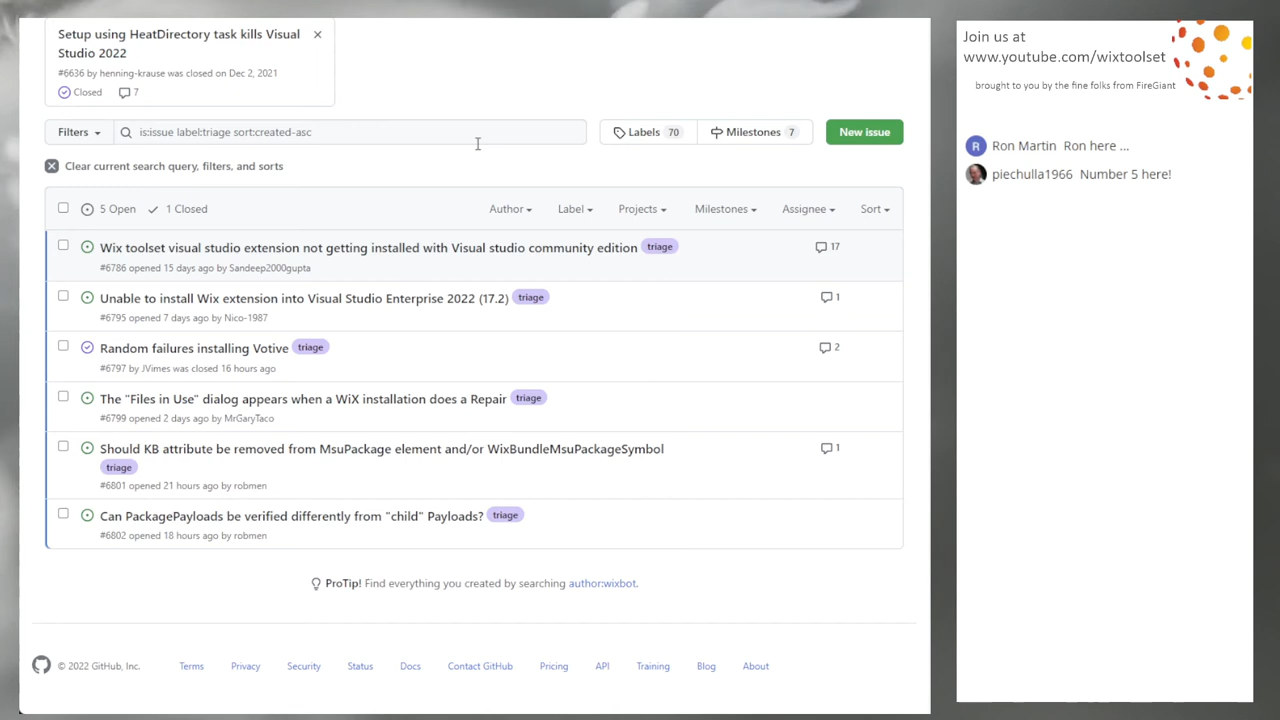 Setup using HeatDirectory task kills Visual
Studio 2022
#6636 by henning-krause was closed on Dec 2, 2021
Closed 7
Filters is:issue label:triage sort:created-asc Labels 70 Milestones 7 New issue
Clear current search query, filters, and sorts
5 Open 1 Closed Author Label Projects Milestones Assignee Sort
Wix toolset visual studio extension not getting installed with Visual studio community edition triage 17
#6786 opened 15 days ago by Sandeep2000gupta
Unable to install Wix extension into Visual Studio Enterprise 2022 (17.2) triage 1
#6795 opened 7 days ago by Nico-1987
Random failures installing Votive triage 2
#6797 by JVimes was closed 16 hours ago
The "Files in Use" dialog appears when a WiX installation does a Repair triage
#6799 opened 2 days ago by MrGaryTaco
Should KB attribute be removed from MsuPackage element and/or WixBundleMsuPackageSymbol 1
triage
#6801 opened 21 hours ago by robmen
Can PackagePayloads be verified differently from "child" Payloads? triage
#6802 opened 18 hours ago by robmen
ProTip! Find everything you created by searching author:wixbot.
© 2022 GitHub, Inc. Terms Privacy Security Status Docs Contact GitHub Pricing API Training Blog About
Join us at
www.youtube.com/wixtoolset
brought to you by the fine folks from FireGiant
R Ron Martin Ron here ...
piechulla1966 Number 5 here!